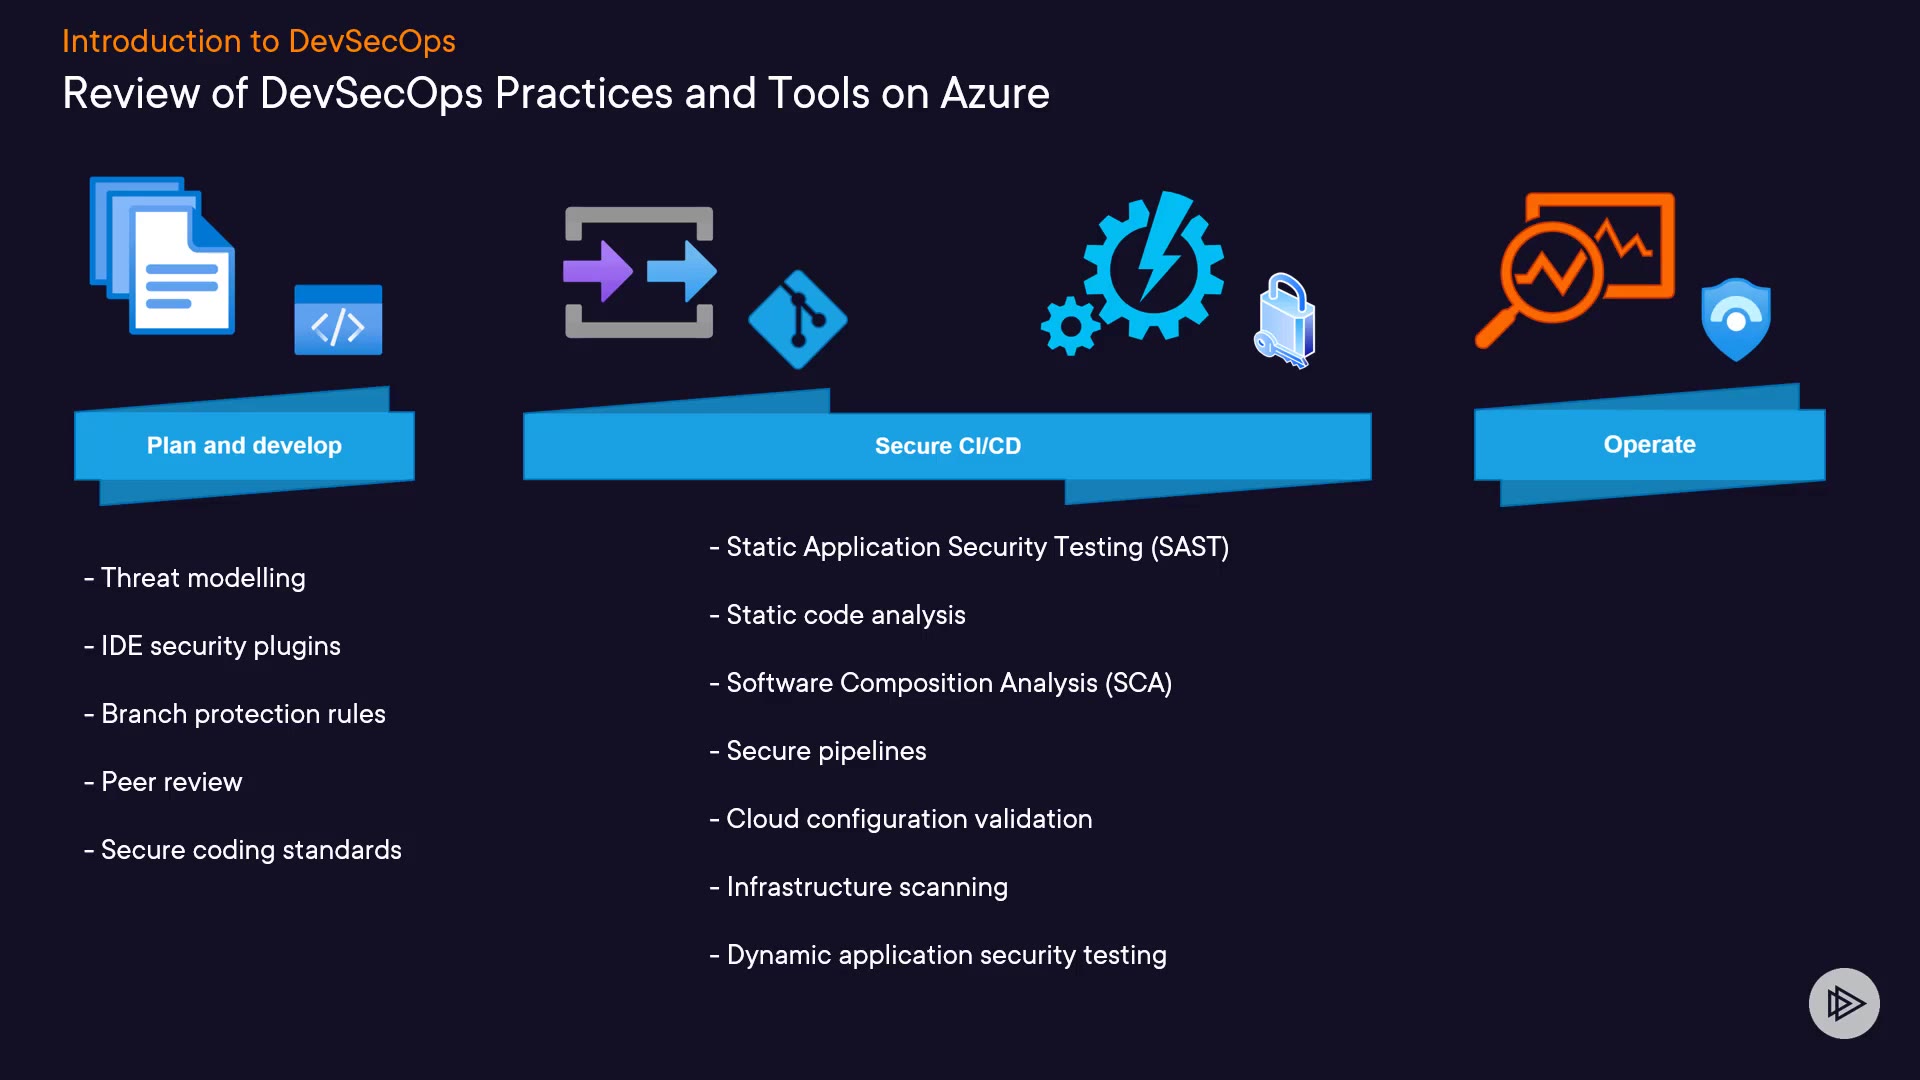 Introduction to DevSecOps
Review of DevSecOps Practices and Tools on Azure
Plan and develop
- Threat modelling
- IDE security plugins
- Branch protection rules
- Peer review
- Secure coding standards
Secure CI/CD
- Static Application Security Testing (SAST)
- Static code analysis
- Software Composition Analysis (SCA)
- Secure pipelines
- Cloud configuration validation
- Infrastructure scanning
- Dynamic application security testing
Operate